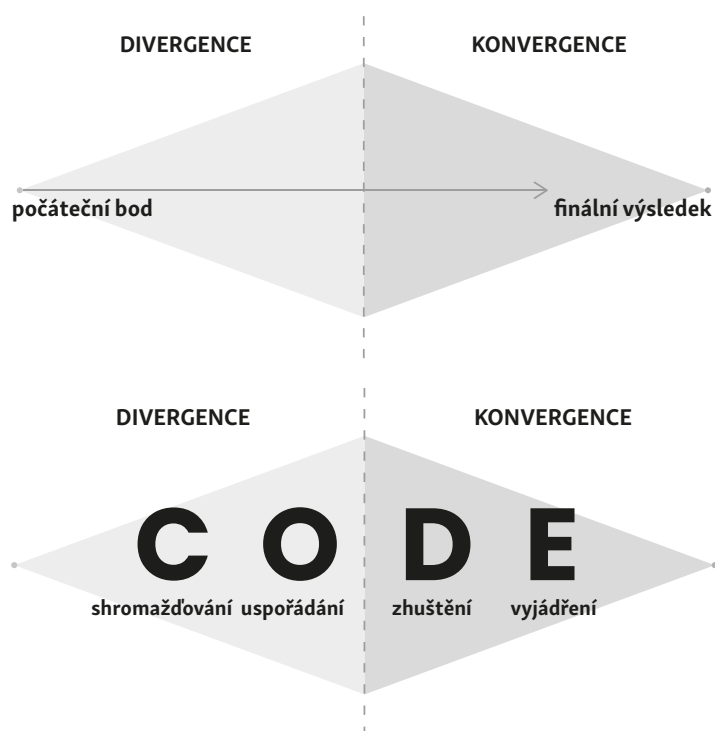 DIVERGENCE KONVERGENCE
počáteční bod finální výsledek
DIVERGENCE KONVERGENCE
C O D E
shromažďování uspořádání zhuštění vyjádření